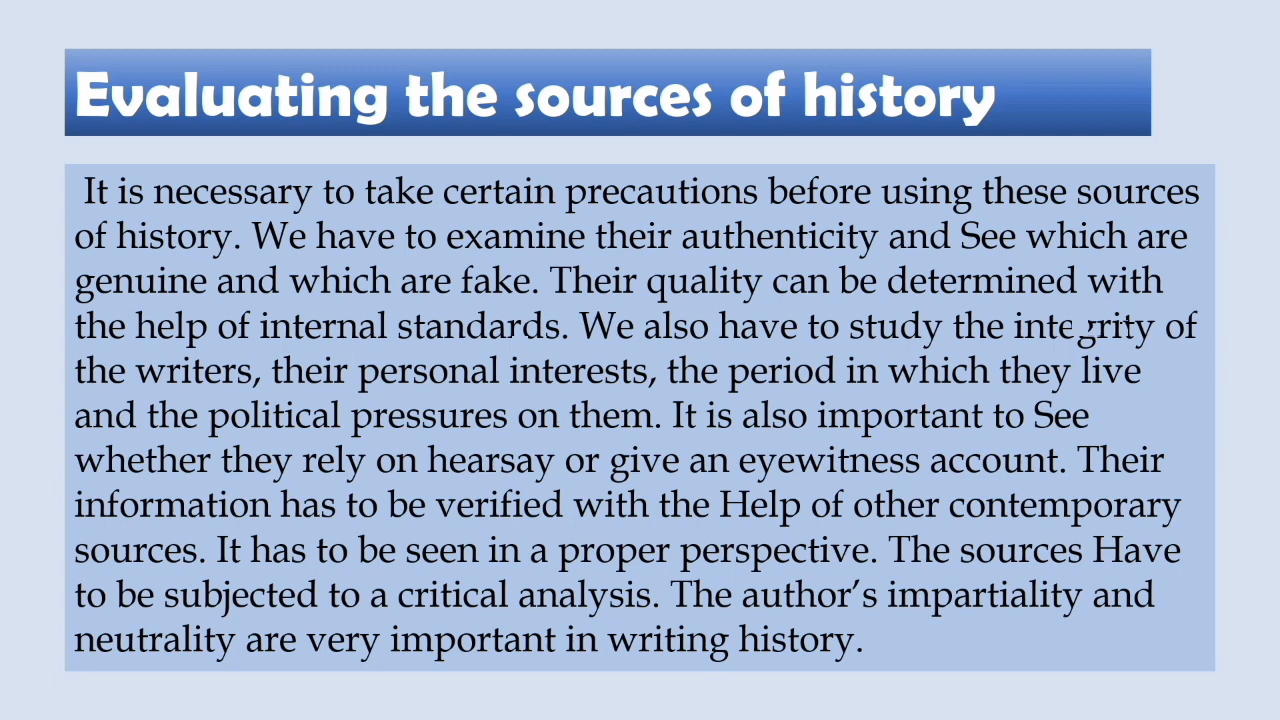 Evaluating the sources of history
It is necessary to take certain precautions before using these sources
of history. We have to examine their authenticity and See which are
genuine and which are fake. Their quality can be determined with
the help of internal standards. We also have to study the integrity of
the writers, their personal interests, the period in which they live
and the political pressures on them. It is also important to See
whether they rely on hearsay or give an eyewitness account. Their
information has to be verified with the Help of other contemporary
sources. It has to be seen in a proper perspective. The sources Have
to be subjected to a critical analysis. The author’s impartiality and
neutrality are very important in writing history.